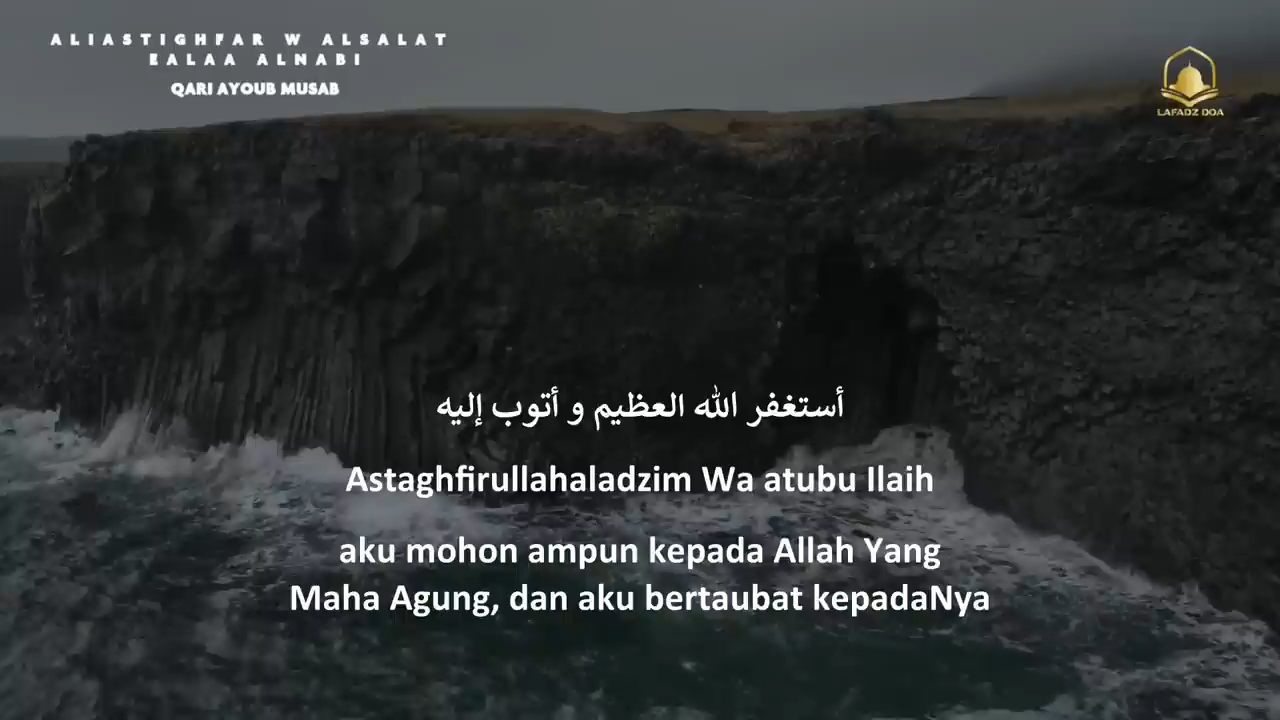 ALIASTIGHFAR W ALSALAT
EALAA ALNABI
QARI AYOUB MUSAB
LAFADZ DOA
أستغفر الله العظيم و أتوب إليه
Astaghfirullahaladzim Wa atubu Ilaih
aku mohon ampun kepada Allah Yang
Maha Agung, dan aku bertaubat kepadaNya